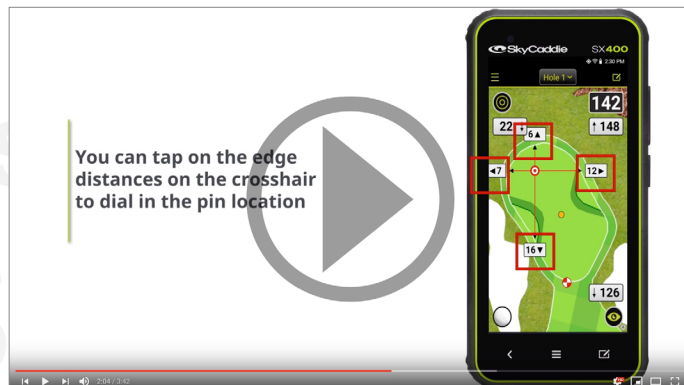 SkyCaddie SX400
2:30 PM
Hole 1
142
22
6▲
↑148
You can tap on the edge
distances on the crosshair
to dial in the pin location
◀7
12▶
16▼
↓126
2:04 / 3:42